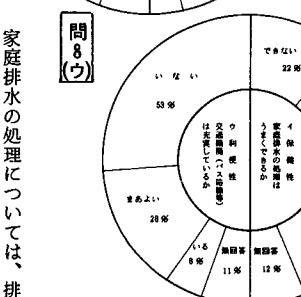 問8(ウ)
できない
22%
いない
53%
イ 保健性
家庭排水の処理は
うまくできるか
ウ 利便性
交通機関(バス路線等)
は充実しているか
まあよい
28%
いる
8%
無回答
11%
無回答
12%
家庭排水の処理については、排